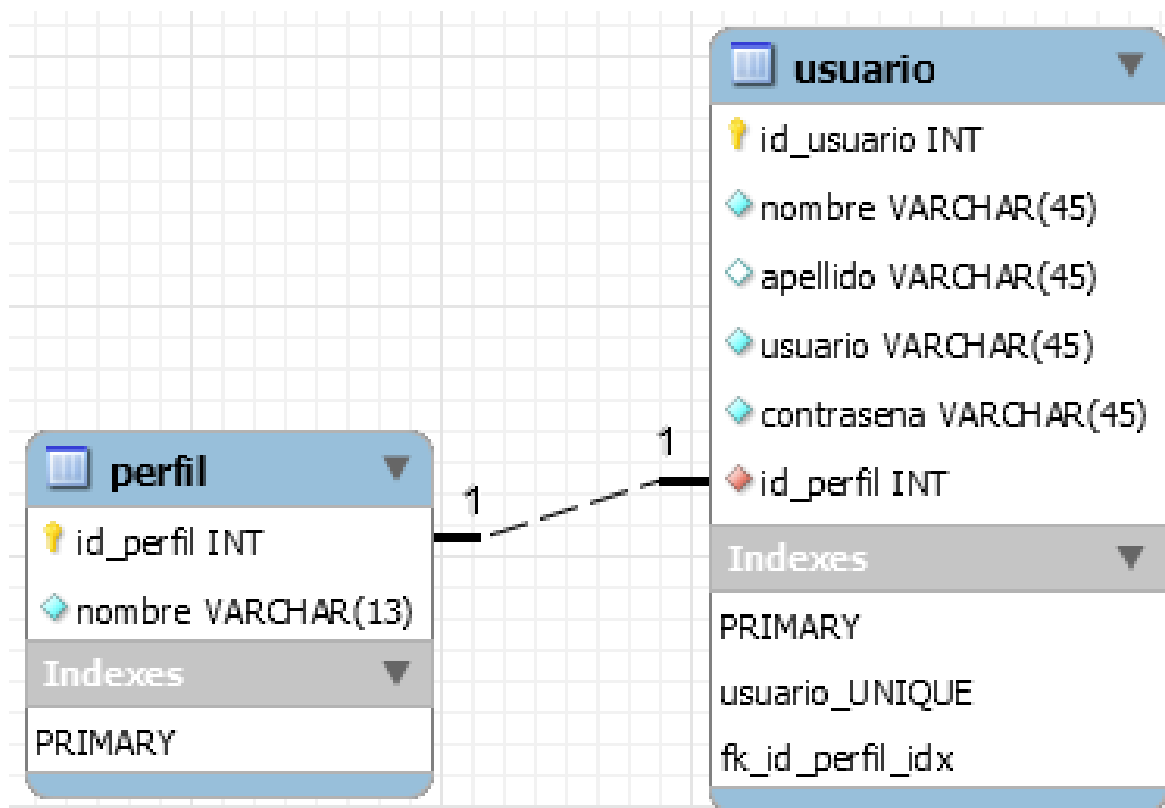 usuario
id_usuario INT
nombre VARCHAR(45)
apellido VARCHAR(45)
usuario VARCHAR(45)
contrasena VARCHAR(45)
id_perfil INT
Indexes
PRIMARY
usuario_UNIQUE
fk_id_perfil_idx
1
1
perfil
id_perfil INT
nombre VARCHAR(13)
Indexes
PRIMARY